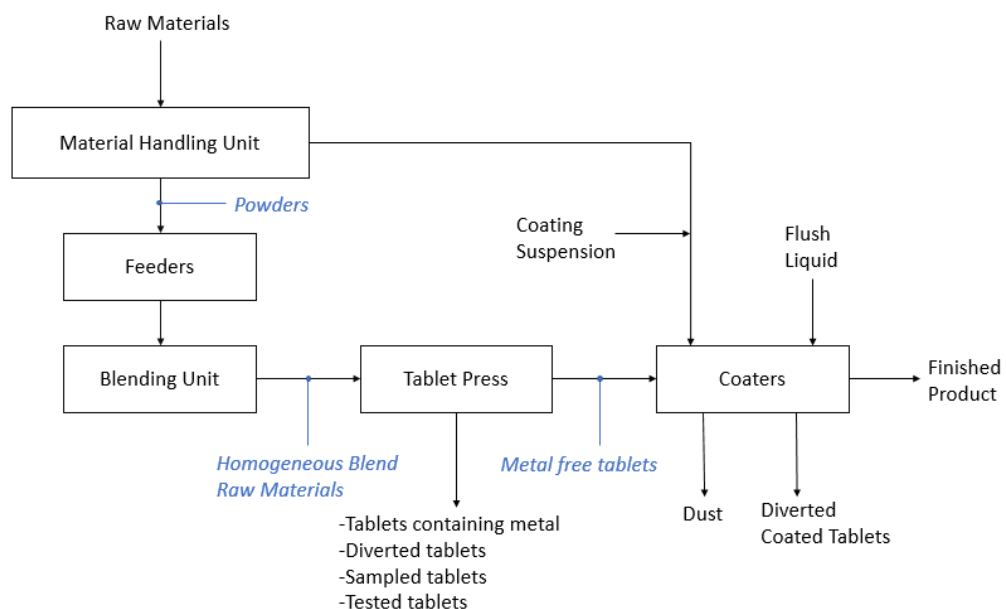 Raw Materials
Material Handling Unit
Powders
Coating
Suspension
Flush
Liquid
Feeders
Blending Unit
Tablet Press
Coaters
Finished
Product
Homogeneous Blend
Raw Materials
Metal free tablets
Dust
Diverted
Coated Tablets
-Tablets containing metal
-Diverted tablets
-Sampled tablets
-Tested tablets